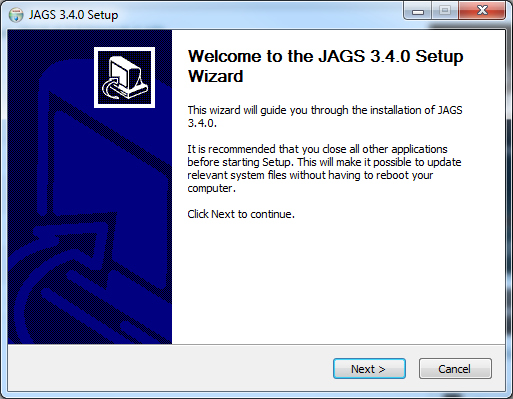 JAGS 3.4.0 Setup
Welcome to the JAGS 3.4.0 Setup
Wizard
This wizard will guide you through the installation of JAGS
3.4.0.
It is recommended that you close all other applications
before starting Setup. This will make it possible to update
relevant system files without having to reboot your
computer.
Click Next to continue.
Next >
Cancel